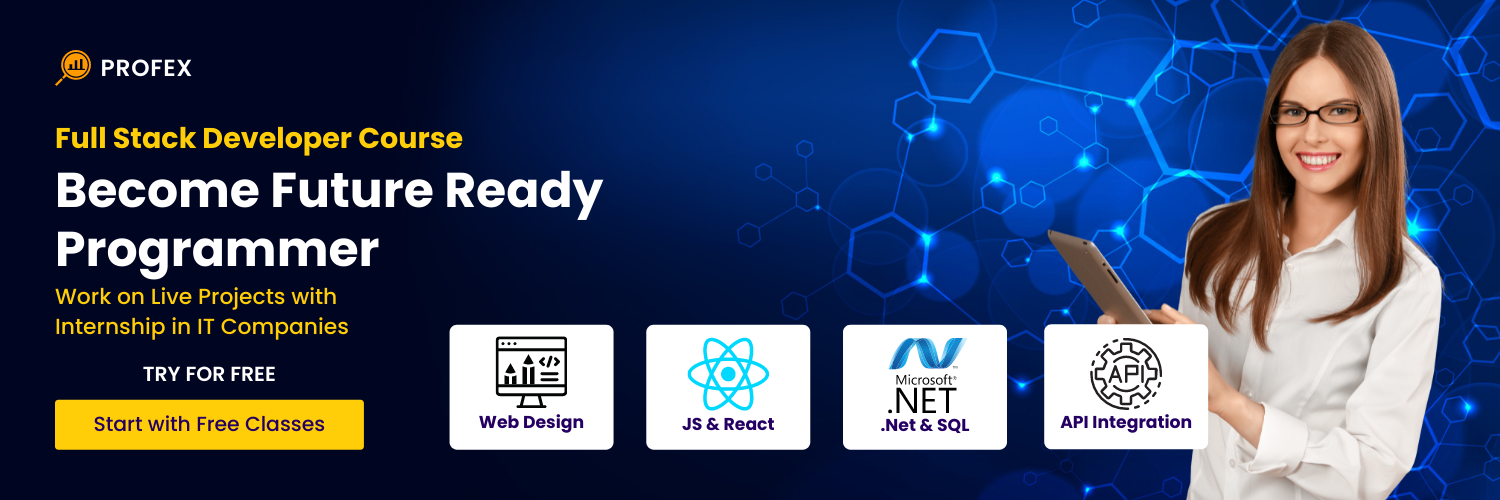 PROFEX
Full Stack Developer Course
Become Future Ready
Programmer
Work on Live Projects with
Internship in IT Companies
TRY FOR FREE
Start with Free Classes
</>
Web Design
JS & React
Microsoft®
.NET
.Net & SQL
API
API Integration